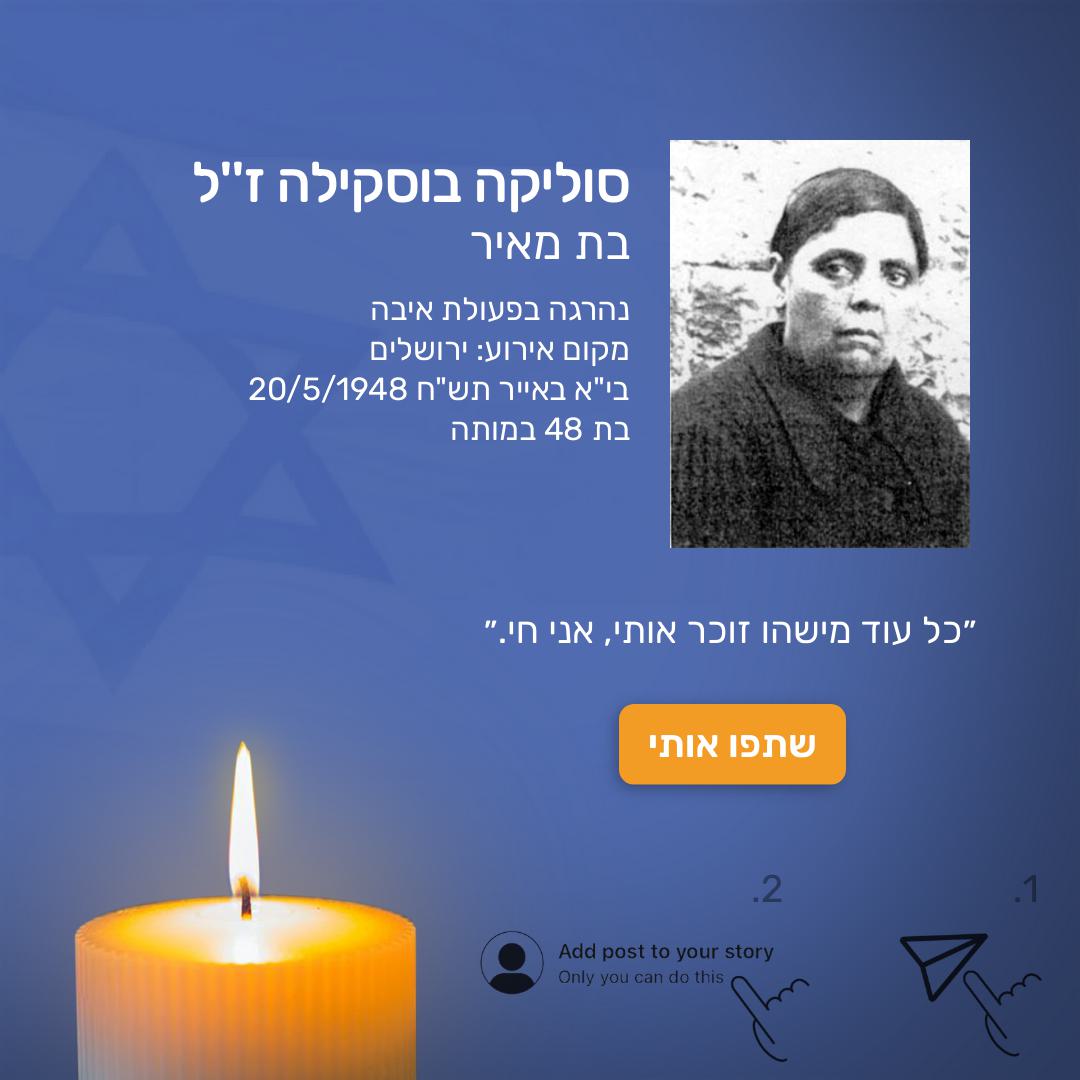 סוליקה בוסקילה ז"ל
בת מאיר
נהרגה בפעולת איבה
מקום אירוע: ירושלים
בי"א באייר תש"ח 20/5/1948
בת 48 במותה
״כל עוד מישהו זוכר אותי, אני חי.״
שתפו אותי
1.
2.
Add post to your story
Only you can do this